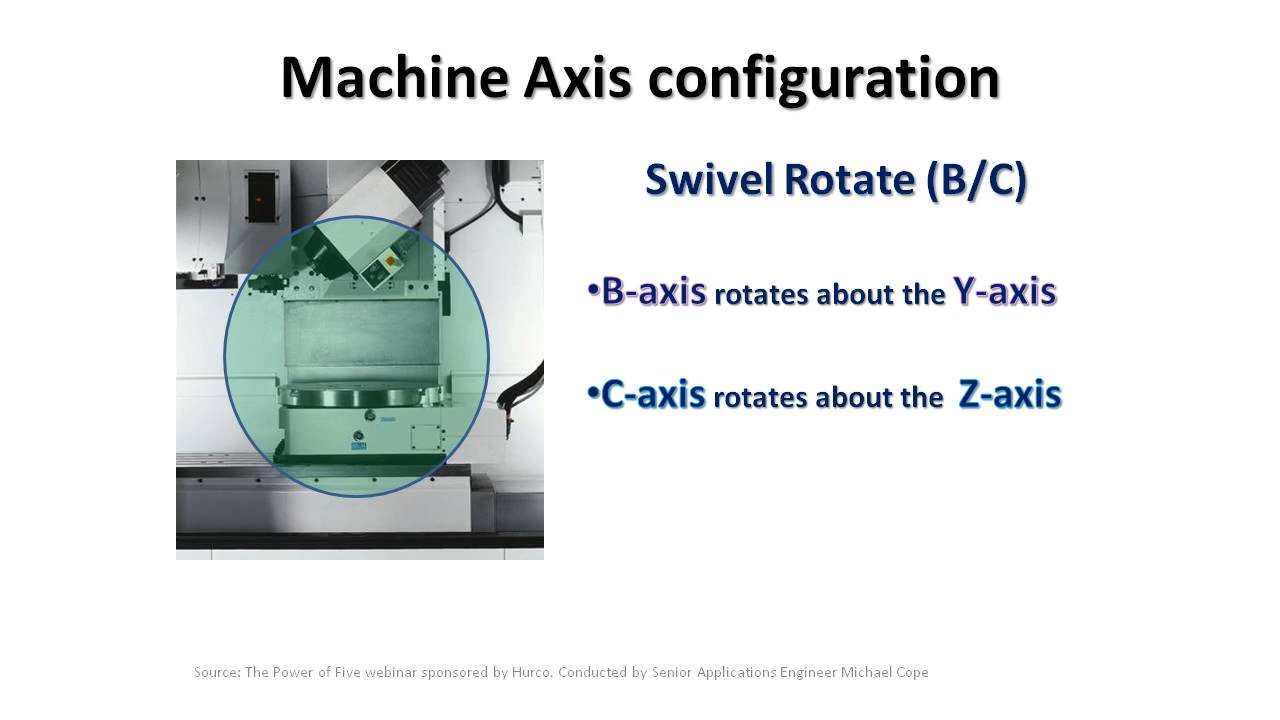 Machine Axis configuration
Swivel Rotate (B/C)
•B-axis rotates about the Y-axis
•C-axis rotates about the Z-axis
Source: The Power of Five webinar sponsored by Hurco. Conducted by Senior Applications Engineer Michael Cope